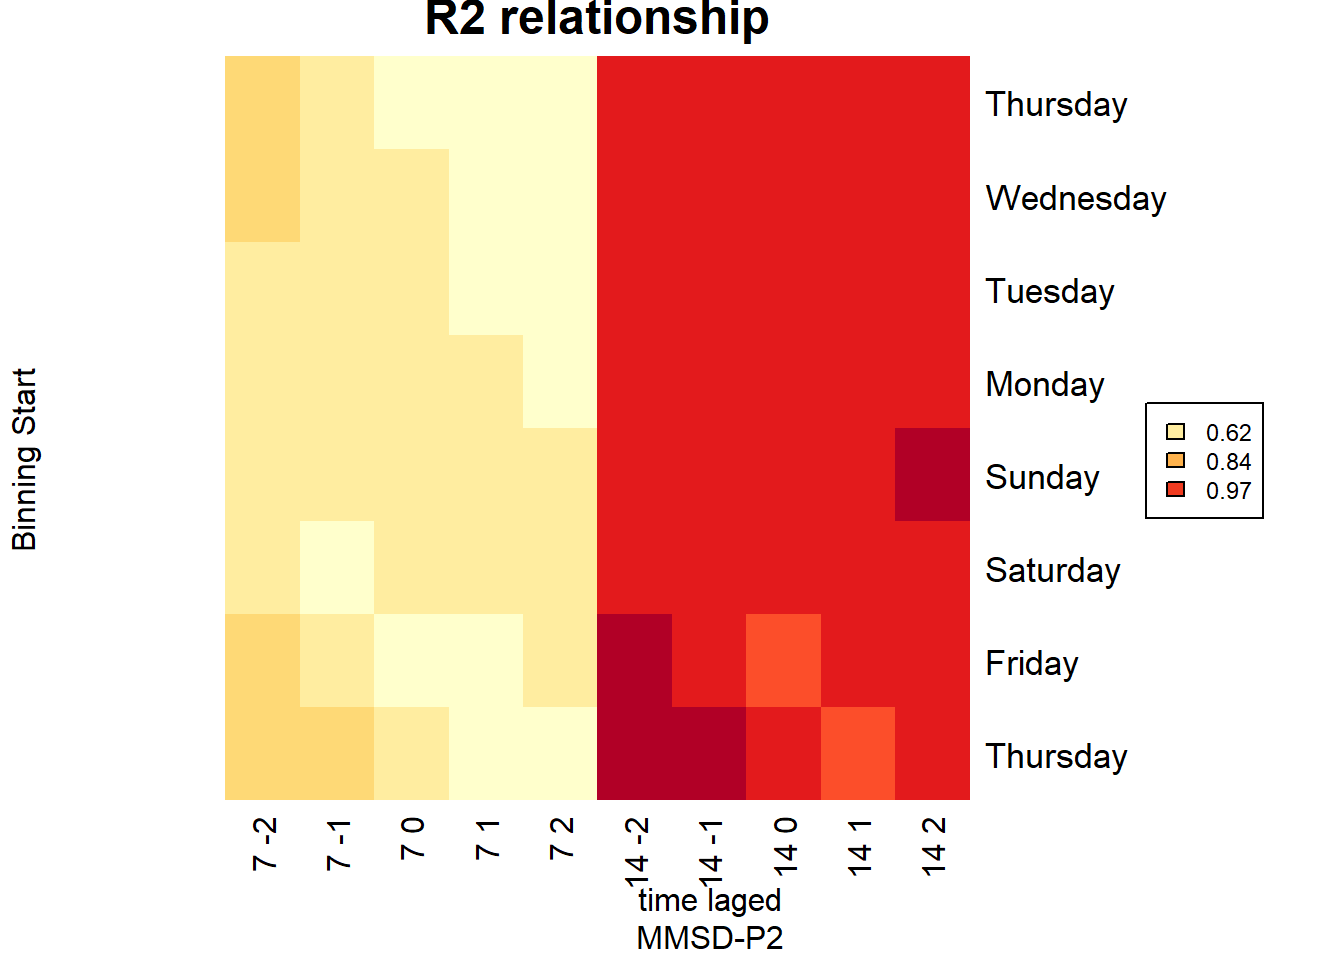 R2 relationship
Thursday
Wednesday
Tuesday
Monday
Sunday
Saturday
Friday
Thursday
Binning Start
0.62
0.84
0.97
7 -2
7 -1
7 0
7 1
7 2
14 -2
14 -1
14 0
14 1
14 2
time laged
MMSD-P2